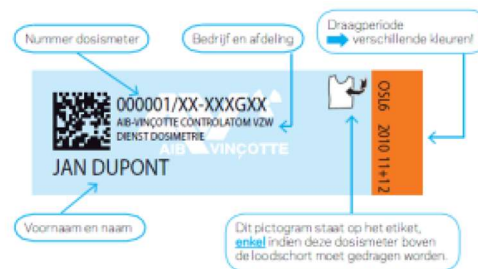 Nummer dosismeter
Bedrijf en afdeling
Draagperiode
verschillende kleuren!
000001/XX-XXXGXX
AIB-VINÇOTTE CONTROLATOM VZW
DIENST DOSIMETRIE
AIB VINÇOTTE
JAN DUPONT
OSL6 2010 11+12
Voornaam en naam
Dit pictogram staat op het etiket,
enkel indien deze dosismeter boven
de loodschort moet gedragen worden.